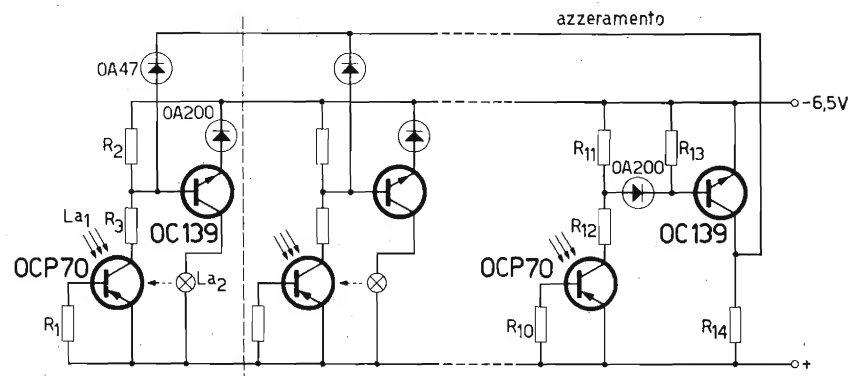 azzeramento
OA47
OA200
-6,5V
R2
R11
OA200
R13
La1
R3
OC139
R12
OC139
OCP70
La2
OCP70
R1
R10
R14
+